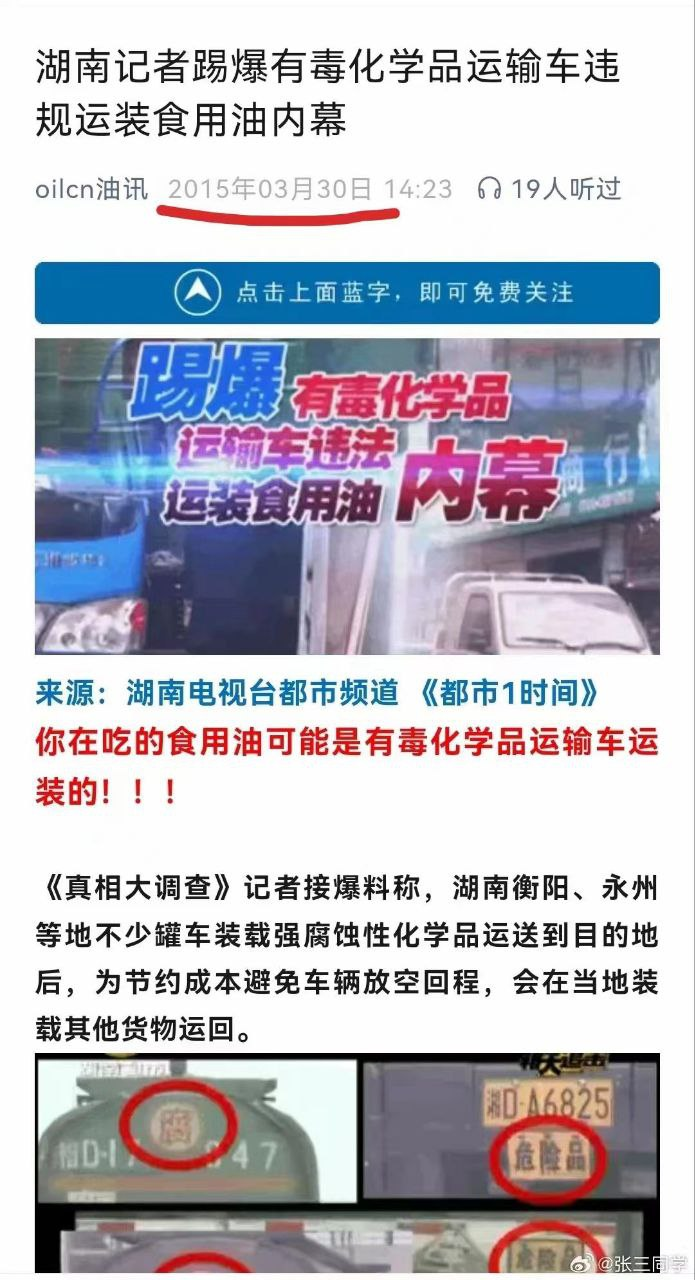 湖南记者踢爆有毒化学品运输车违
规运装食用油内幕
oilcn油讯 2015年03月30日 14:23 19人听过
点击上面蓝字，即可免费关注
踢爆有毒化学品
运输车违法
运装食用油内幕
商行
来源：湖南电视台都市频道《都市1时间》
你在吃的食用油可能是有毒化学品运输车运
装的！！！
《真相大调查》记者接爆料称，湖南衡阳、永州
等地不少罐车装载强腐蚀性化学品运送到目的地
后，为节约成本避免车辆放空回程，会在当地装
载其他货物运回。
腐
湘D·A6825
危险品
危险品
@张三同学